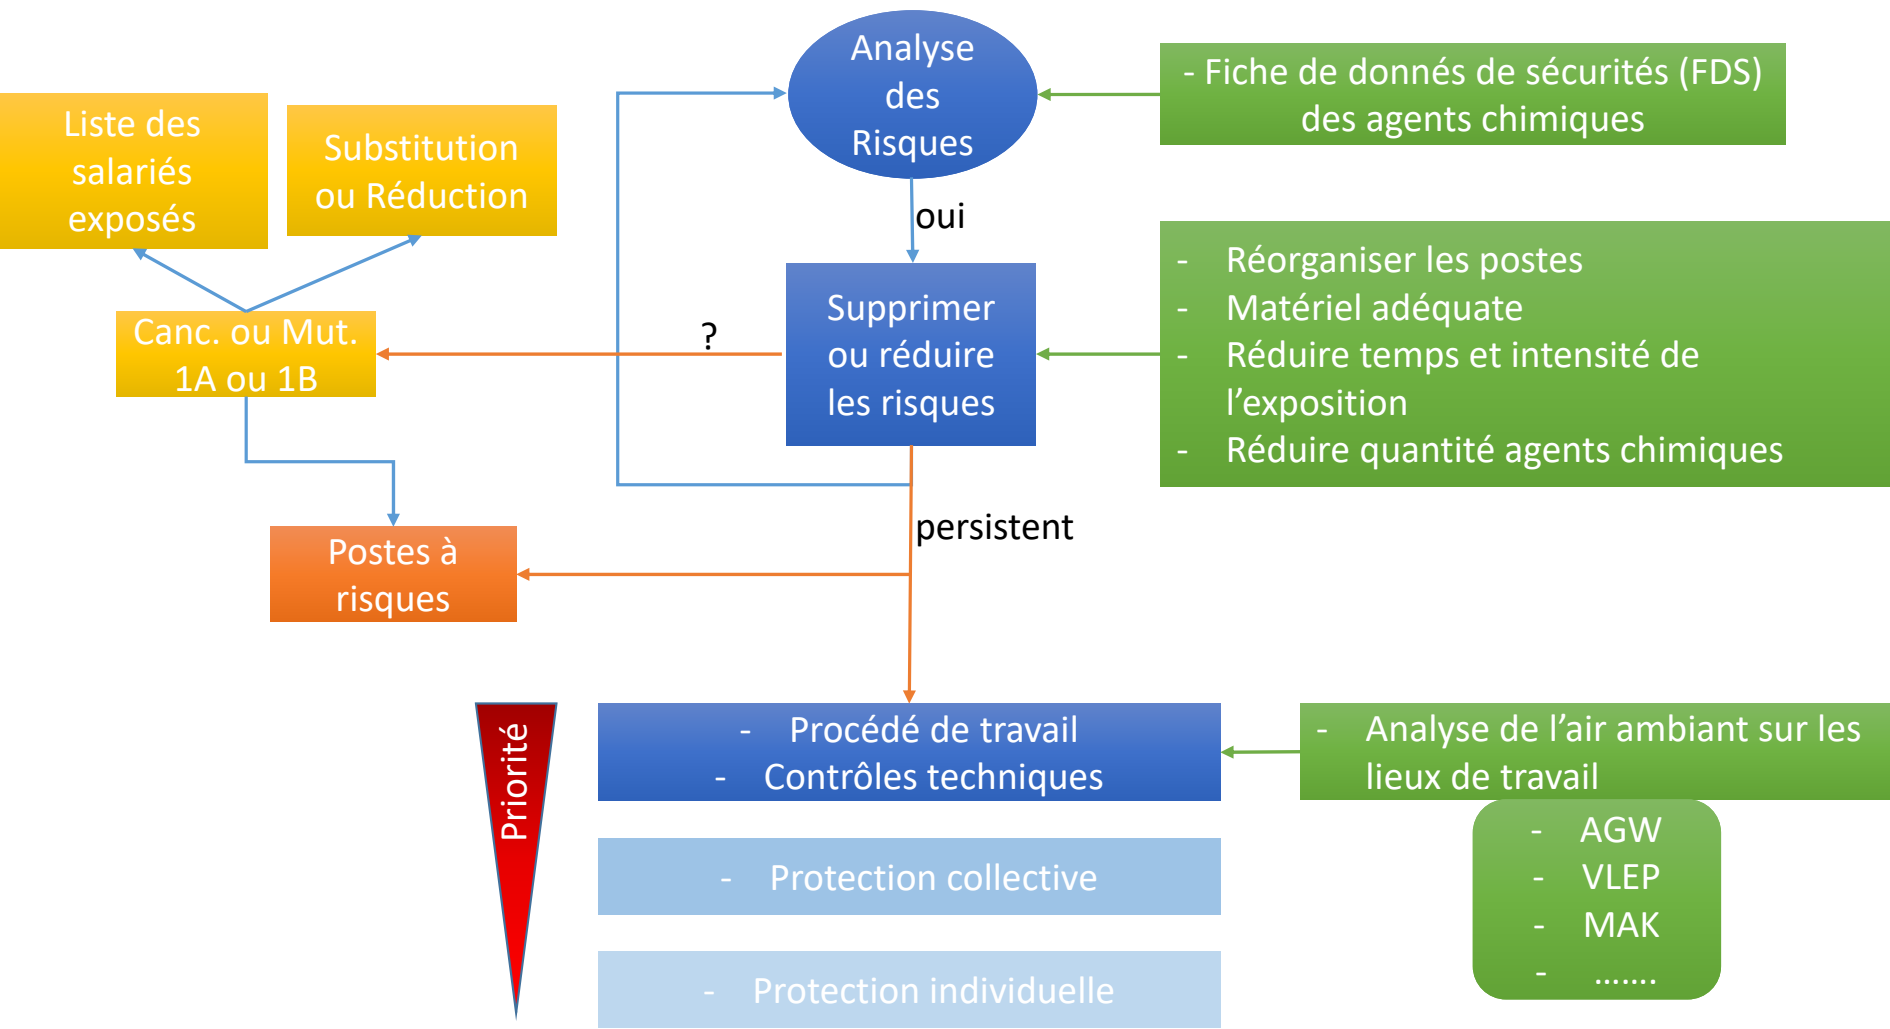 Analyse
des
Risques
- Fiche de donnés de sécurités (FDS)
des agents chimiques
Liste des
salariés
exposés
Substitution
ou Réduction
oui
- Réorganiser les postes
- Matériel adéquate
- Réduire temps et intensité de
l'exposition
- Réduire quantité agents chimiques
Supprimer
ou réduire
les risques
?
Canc. ou Mut.
1A ou 1B
persistent
Postes à
risques
Priorité
- Procédé de travail
- Contrôles techniques
- Analyse de l'air ambiant sur les
lieux de travail
- AGW
- VLEP
- MAK
- .......
- Protection collective
- Protection individuelle